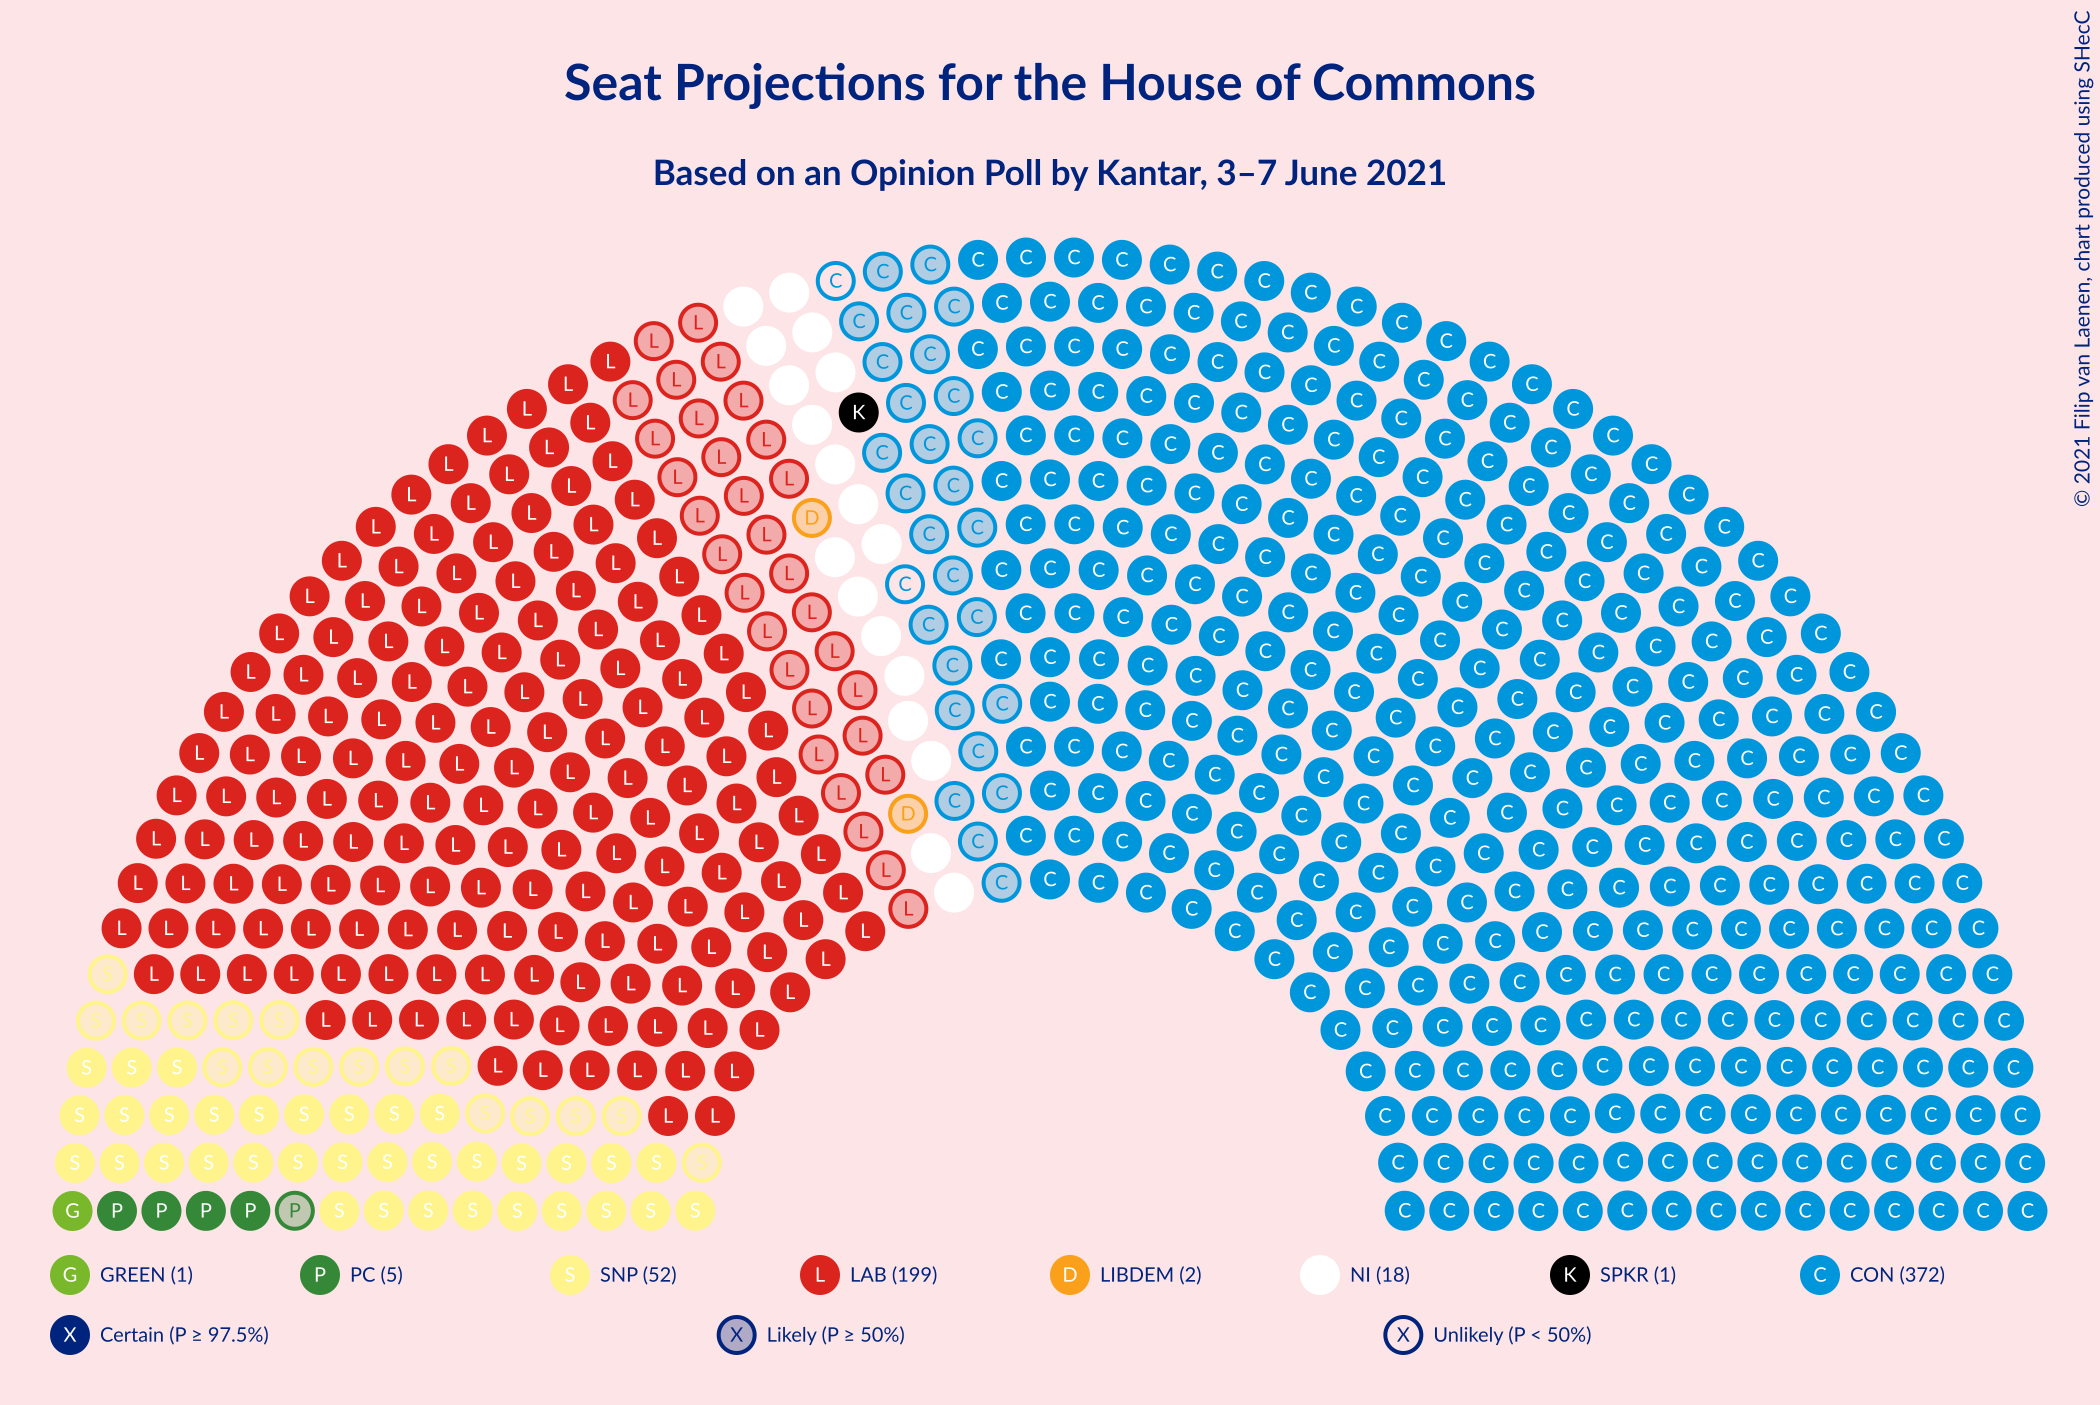 Seat Projections for the House of Commons
Based on an Opinion Poll by Kantar, 3–7 June 2021
© 2021 Filip van Laenen, chart produced using SHecC
G GREEN (1)
P PC (5)
S SNP (52)
L LAB (199)
D LIBDEM (2)
NI (18)
K SPKR (1)
C CON (372)
X Certain (P ≥ 97.5%)
X Likely (P ≥ 50%)
X Unlikely (P < 50%)